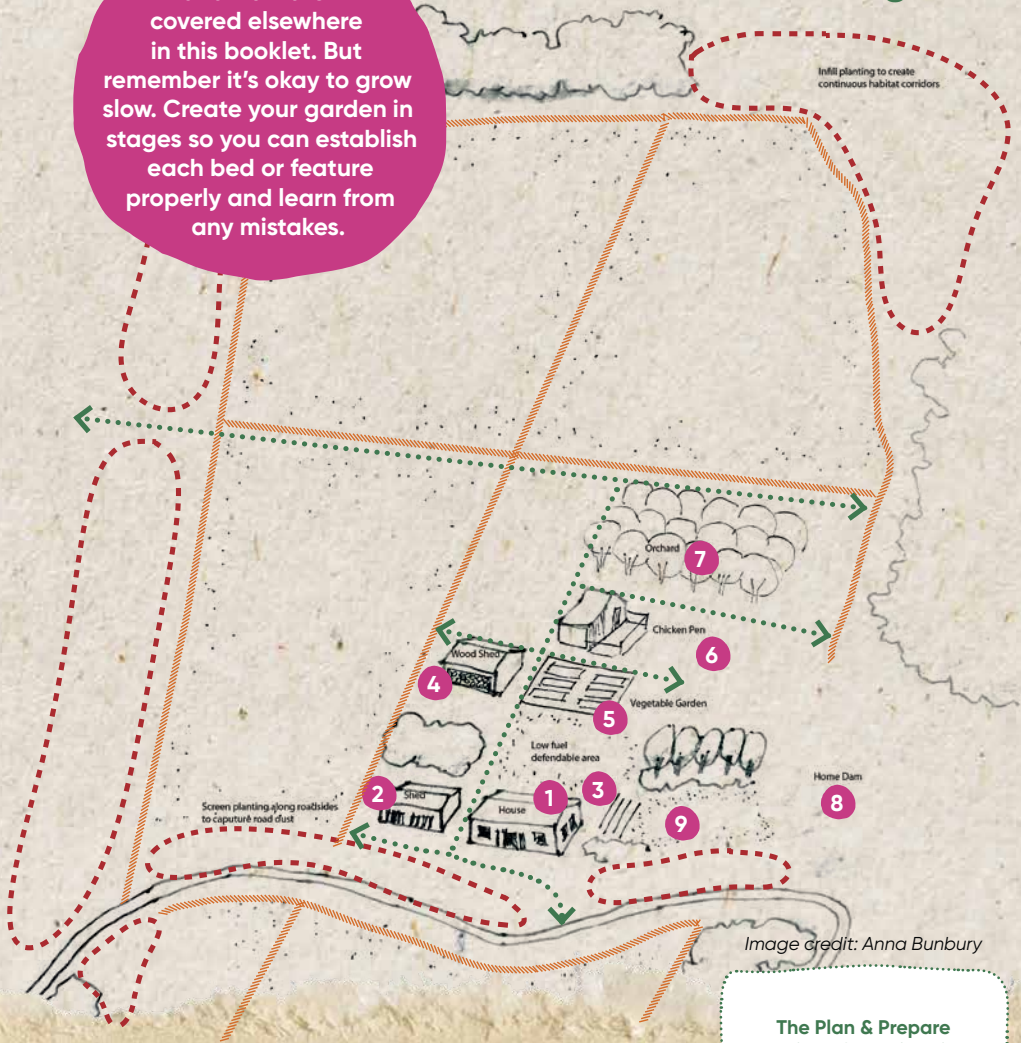 covered elsewhere
in this booklet. But
remember it's okay to grow
slow. Create your garden in
stages so you can establish
each bed or feature
properly and learn from
any mistakes.
Infill planting to create
continuous habitat corridors
Orchard
7
Chicken Pen
6
Wood Shed
4
Vegetable Garden
5
Low fuel
defendable area
Home Dam
8
2
Shed
House
1
3
9
Screen planting along roadsides
to caputure road dust
Image credit: Anna Bunbury
The Plan & Prepare